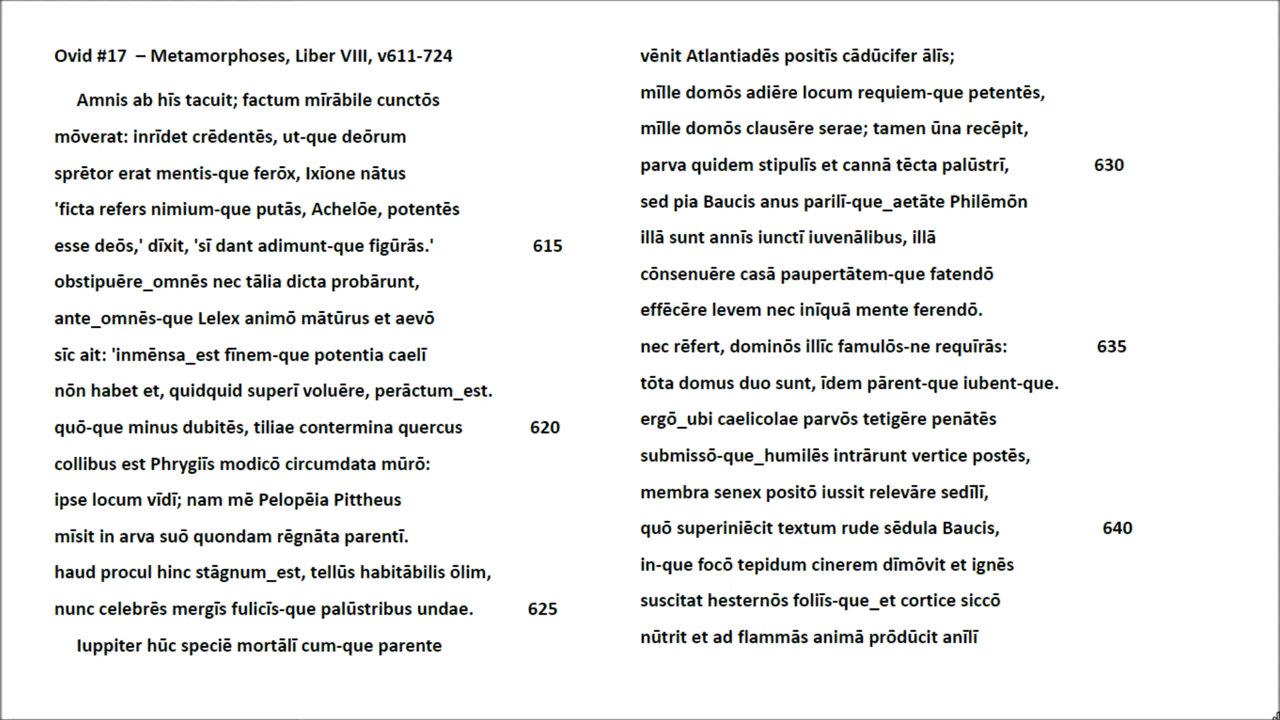 Ovid #17 – Metamorphoses, Liber VIII, v611-724
Amnis ab hīs tacuit; factum mīrābile cunctōs
mōverat: inrīdet crēdentēs, ut-que deōrum
sprētor erat mentis-que ferōx, Ixīone nātus
'ficta refers nimium-que putās, Achelōe, potentēs
esse deōs,' dīxit, 'sī dant adimunt-que figūrās.' 615
obstipuēre_omnēs nec tālia dicta probārunt,
ante_omnēs-que Lelex animō mātūrus et aevō
sīc ait: 'inmēnsa_est fīnem-que potentia caelī
nōn habet et, quidquid superī voluēre, perāctum_est.
quō-que minus dubitēs, tiliae contermina quercus 620
collibus est Phrygiīs modicō circumdata mūrō:
ipse locum vīdī; nam mē Pelopēia Pittheus
mīsit in arva suō quondam rēgnāta parentī.
haud procul hinc stāgnum_est, tellūs habitābilis ōlim,
nunc celebrēs mergīs fulicīs-que palūstribus undae. 625
Iuppiter hūc speciē mortālī cum-que parente
vēnit Atlantiadēs positīs cādūcifer ālīs;
mīlle domōs adiēre locum requiem-que petentēs,
mīlle domōs clausēre serae; tamen ūna recēpit,
parva quidem stipulīs et cannā tēcta palūstrī, 630
sed pia Baucis anus parilī-que_aetāte Philēmōn
illā sunt annīs iunctī iuvenālibus, illā
cōnsenuēre casā paupertātem-que fatendō
effēcēre levem nec inīquā mente ferendō.
nec rēfert, dominōs illīc famulōs-ne requīrās: 635
tōta domus duo sunt, īdem pārent-que iubent-que.
ergō_ubi caelicolae parvōs tetigēre penātēs
submissō-que_humilēs intrārunt vertice postēs,
membra senex positō iussit relevāre sedīlī,
quō superiniēcit textum rude sēdula Baucis, 640
in-que focō tepidum cinerem dīmōvit et ignēs
suscitat hesternōs foliīs-que_et cortice siccō
nūtrit et ad flammās animā prōdūcit anīlī